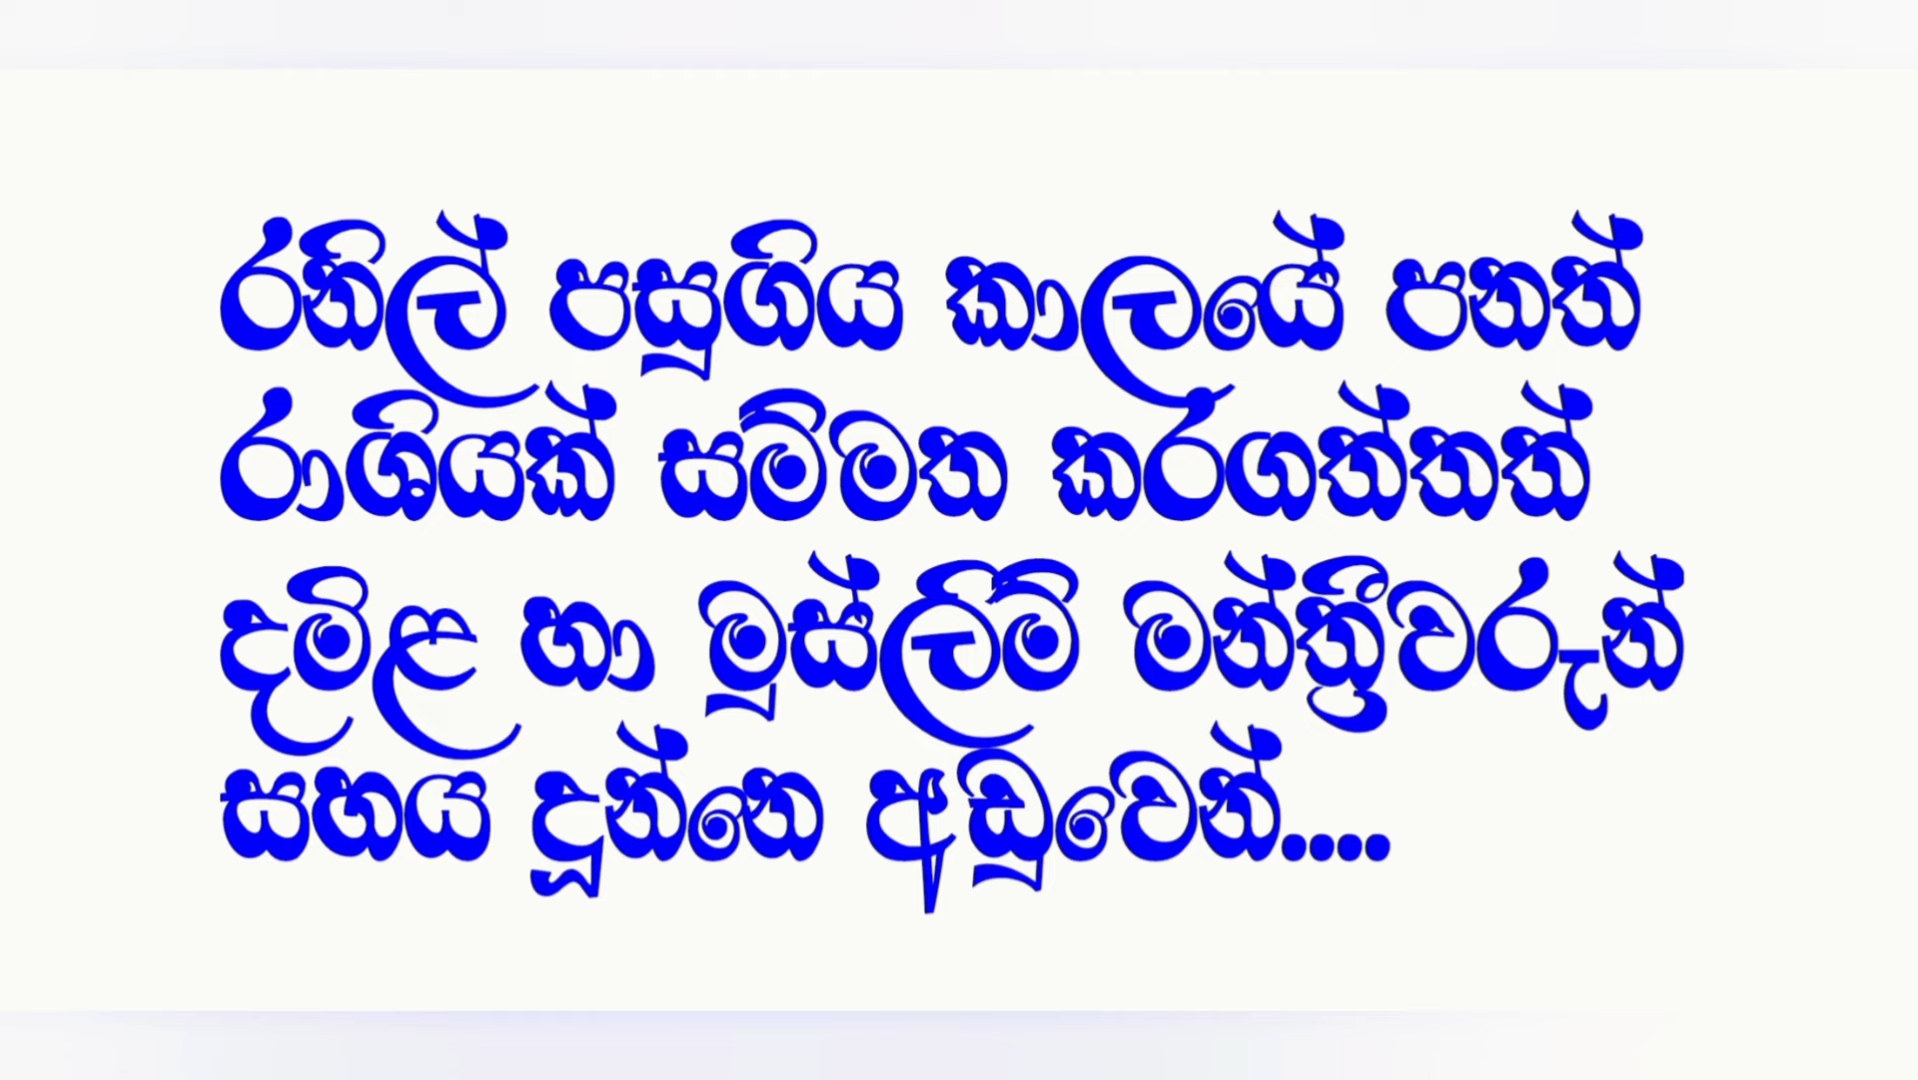 රනිල් පසුගිය කාලයේ පනත්
රාශියක් සම්මත කරගත්තත්
දමිළ හා මුස්ලිම් මන්ත්‍රීවරුන්
සහය දූන්නෙ අඩුවෙන්....